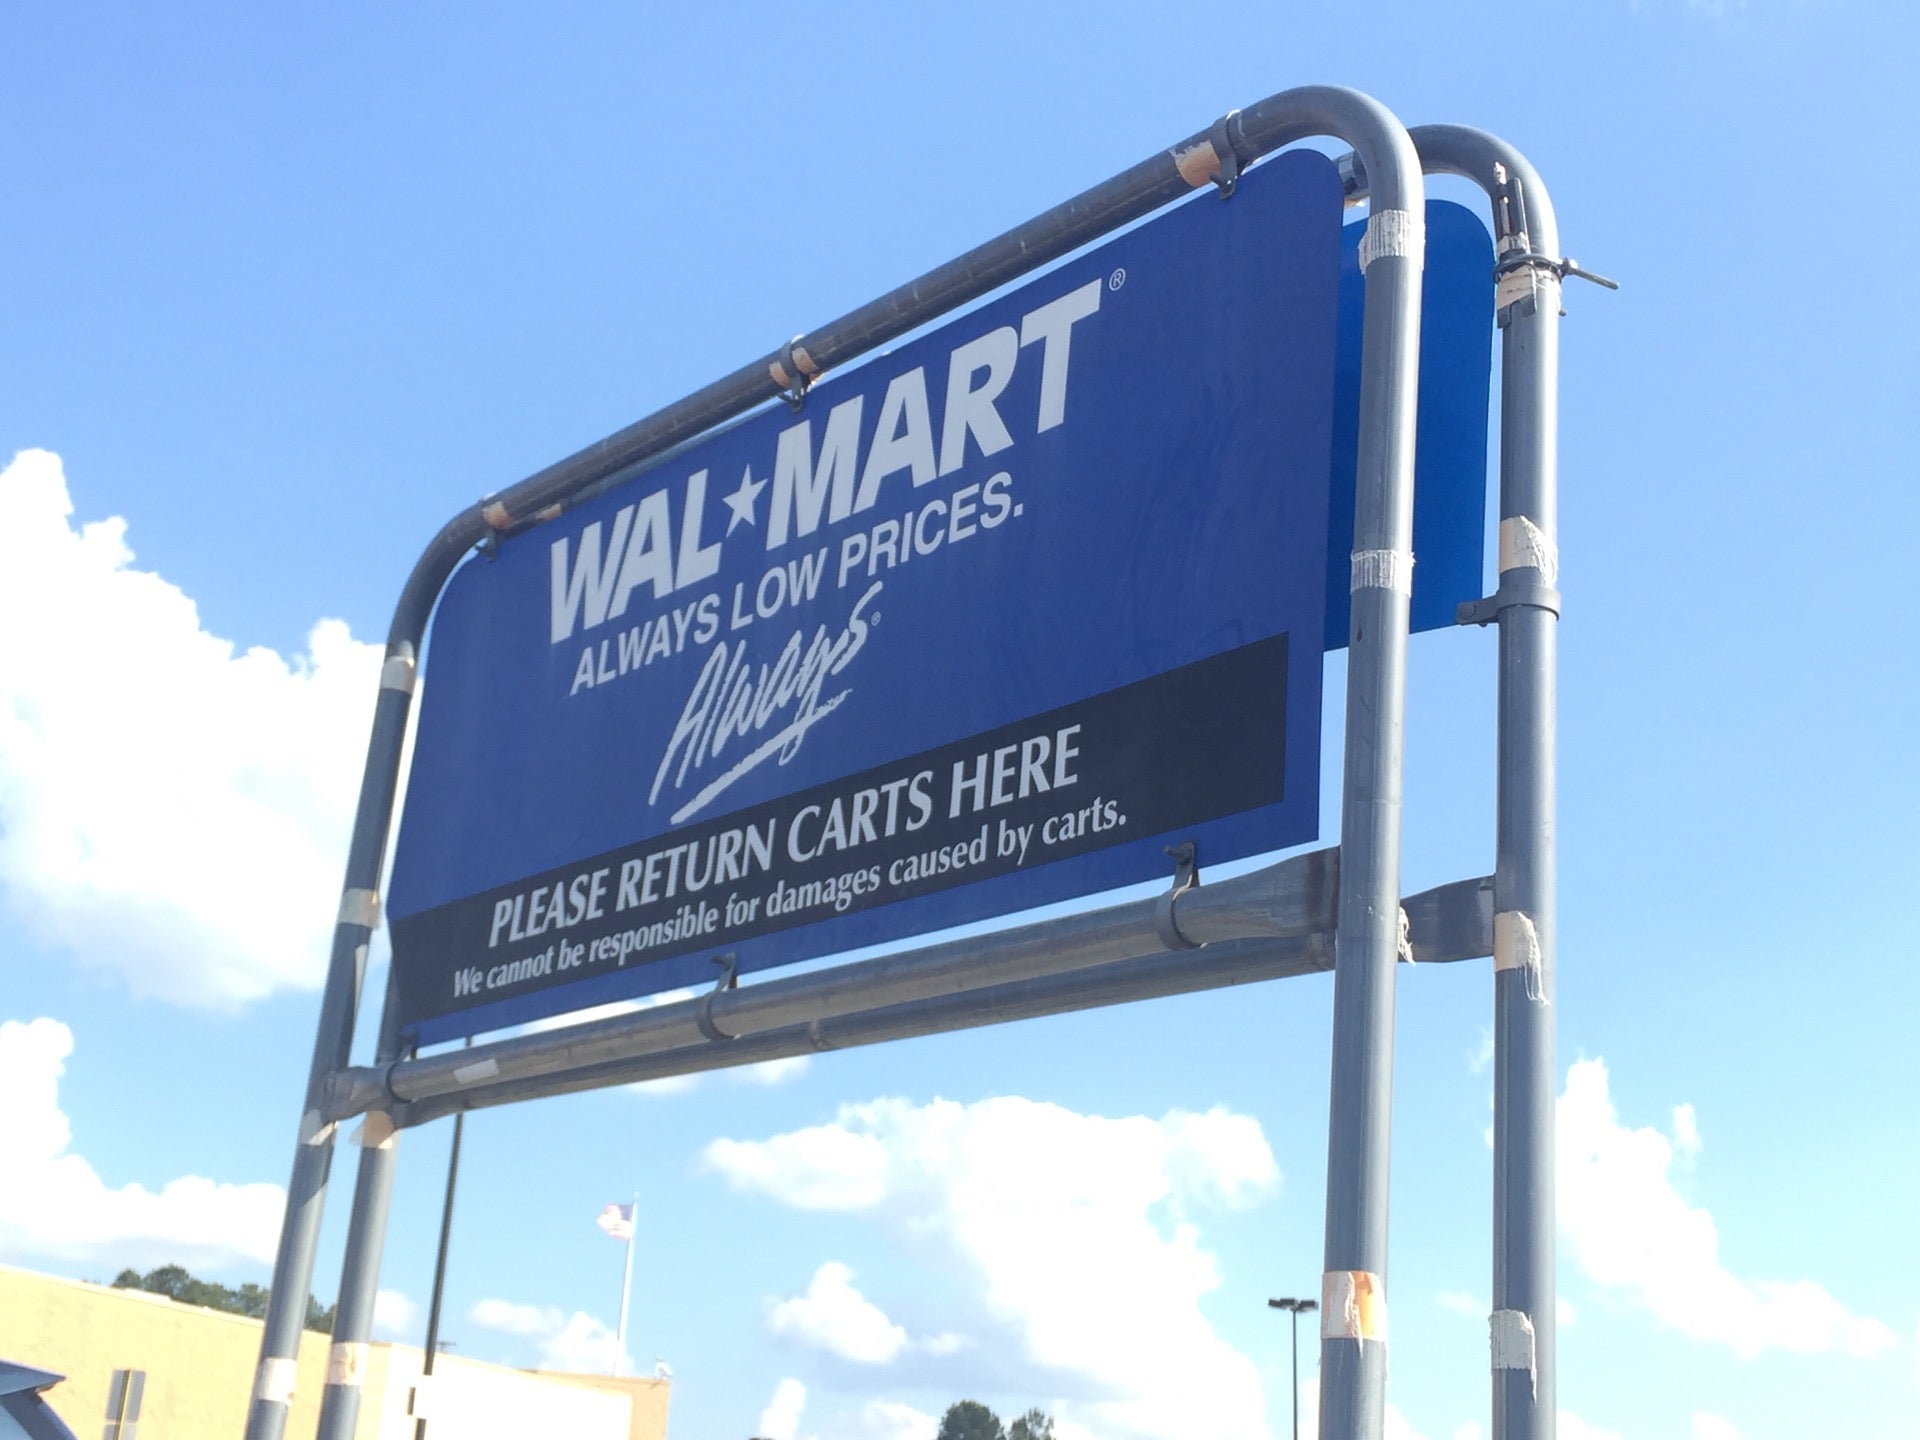 WAL★MART®
ALWAYS LOW PRICES.
Always®
PLEASE RETURN CARTS HERE
We cannot be responsible for damages caused by carts.